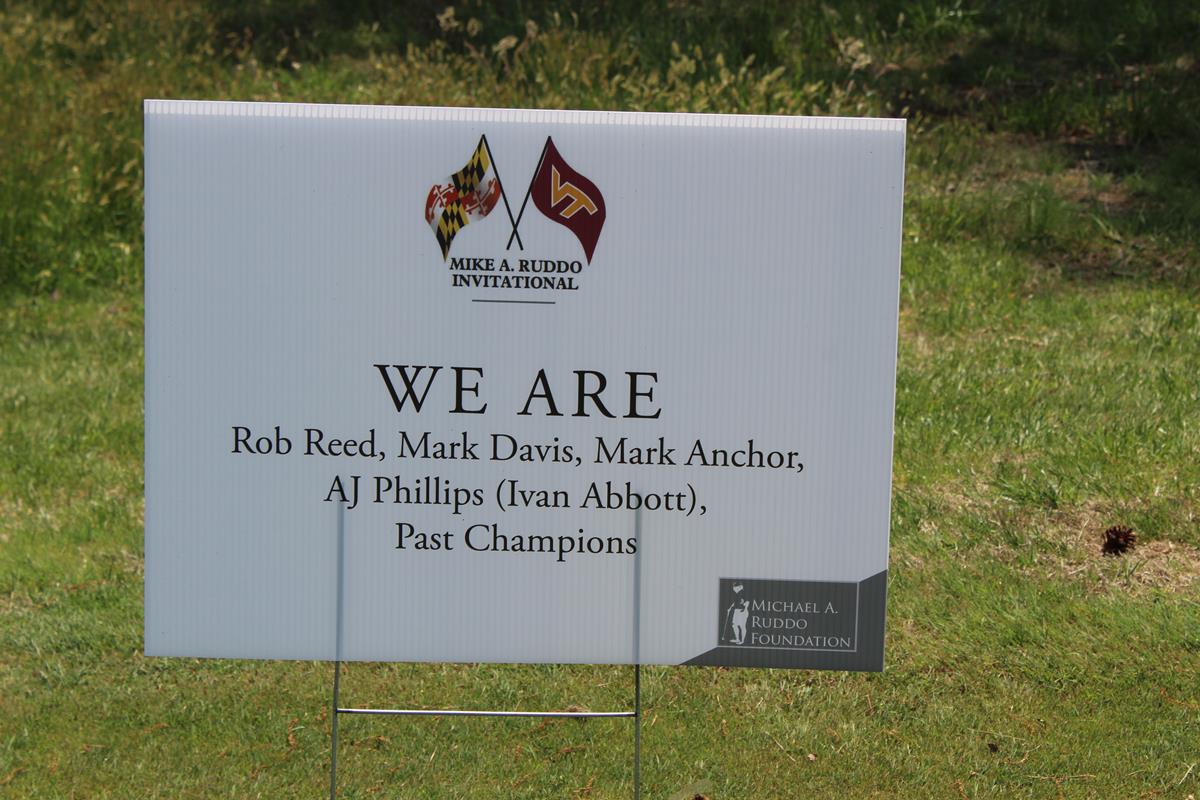 VT
MIKE A. RUDDO
INVITATIONAL
WE ARE
Rob Reed, Mark Davis, Mark Anchor,
AJ Phillips (Ivan Abbott),
Past Champions
MICHAEL A.
RUDDO
FOUNDATION